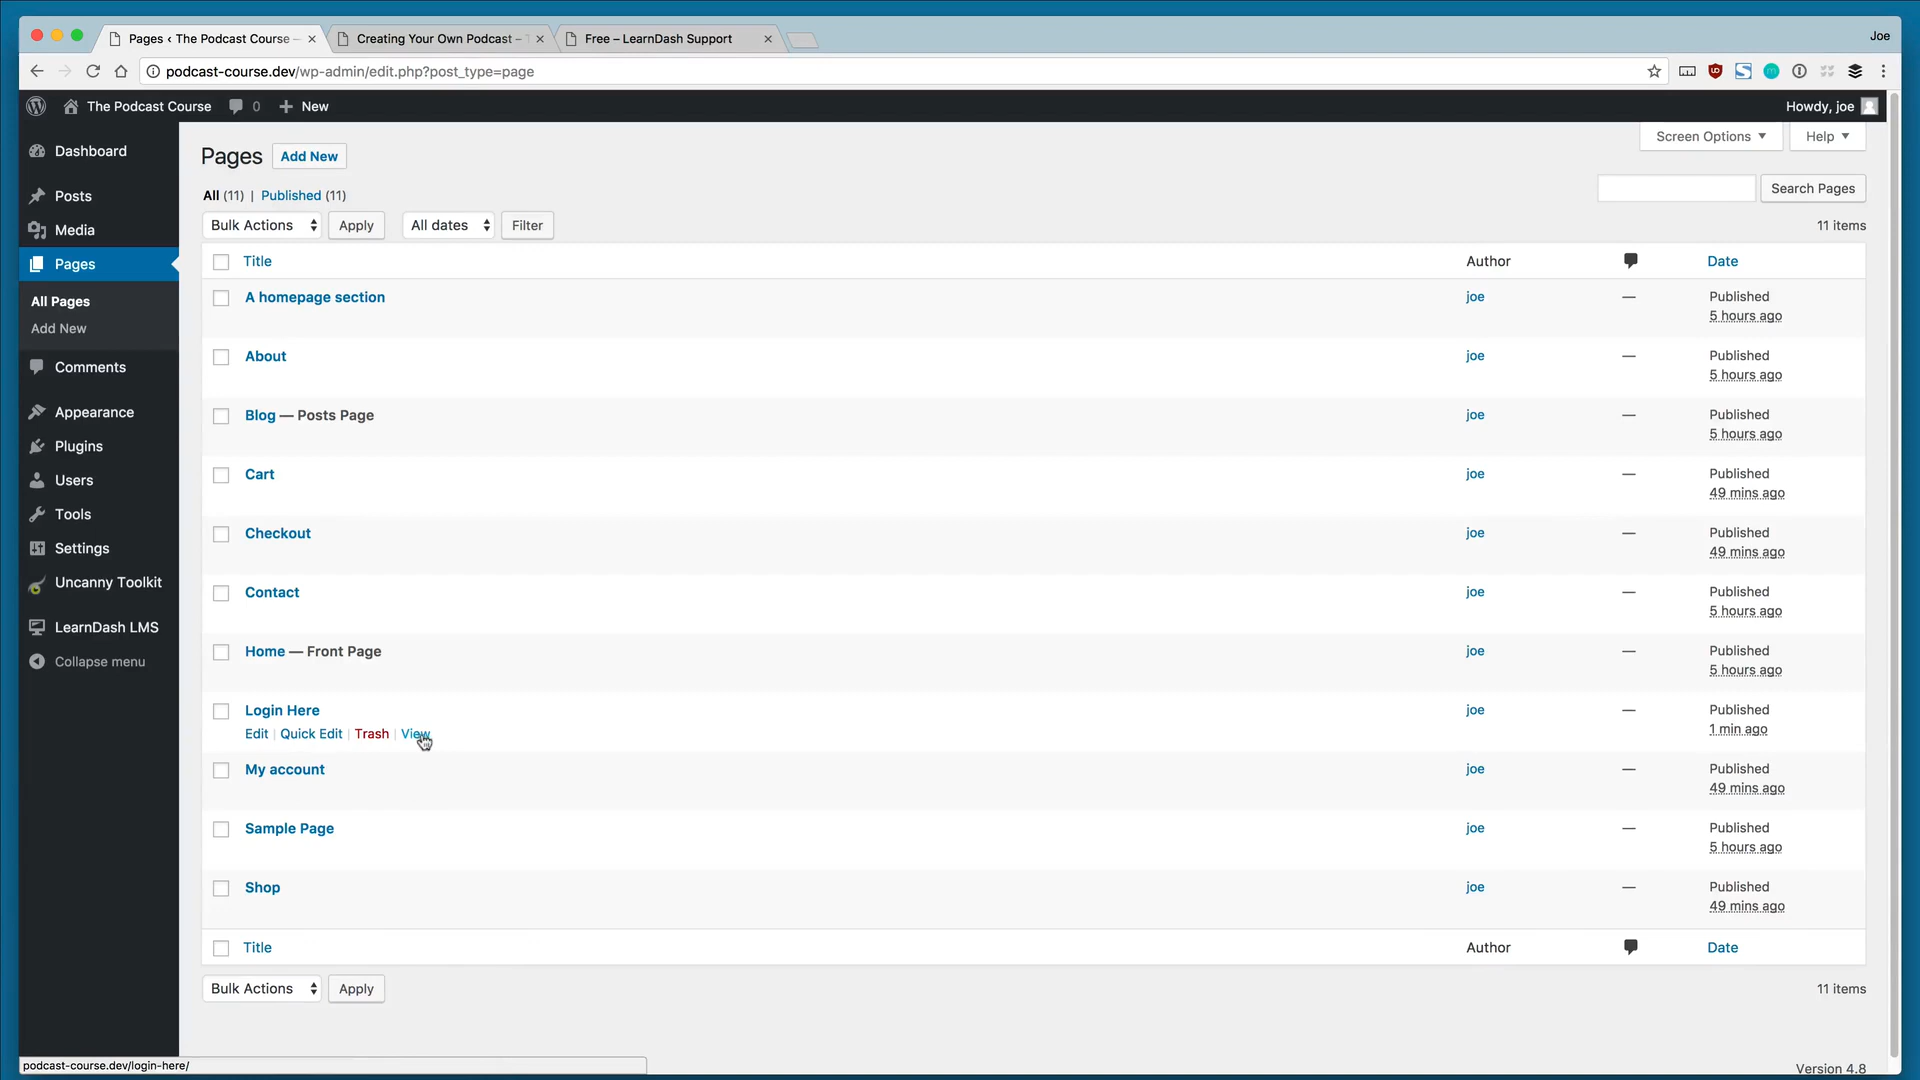 Pages ‹ The Podcast Course –
Creating Your Own Podcast –
Free – LearnDash Support
Joe
podcast-course.dev/wp-admin/edit.php?post_type=page
The Podcast Course 0 New
Howdy, joe
Dashboard
Posts
Media
Pages
All Pages
Add New
Comments
Appearance
Plugins
Users
Tools
Settings
Uncanny Toolkit
LearnDash LMS
Collapse menu
Screen Options
Help
Pages Add New
All (11) | Published (11)
Search Pages
Bulk Actions Apply All dates Filter
11 items
Title Author Date
A homepage section joe — Published
5 hours ago
About joe — Published
5 hours ago
Blog — Posts Page joe — Published
5 hours ago
Cart joe — Published
49 mins ago
Checkout joe — Published
49 mins ago
Contact joe — Published
5 hours ago
Home — Front Page joe — Published
5 hours ago
Login Here joe — Published
Edit | Quick Edit | Trash | View
1 min ago
My account joe — Published
49 mins ago
Sample Page joe — Published
5 hours ago
Shop joe — Published
49 mins ago
Title Author Date
Bulk Actions Apply
11 items
podcast-course.dev/login-here/
Version 4.8